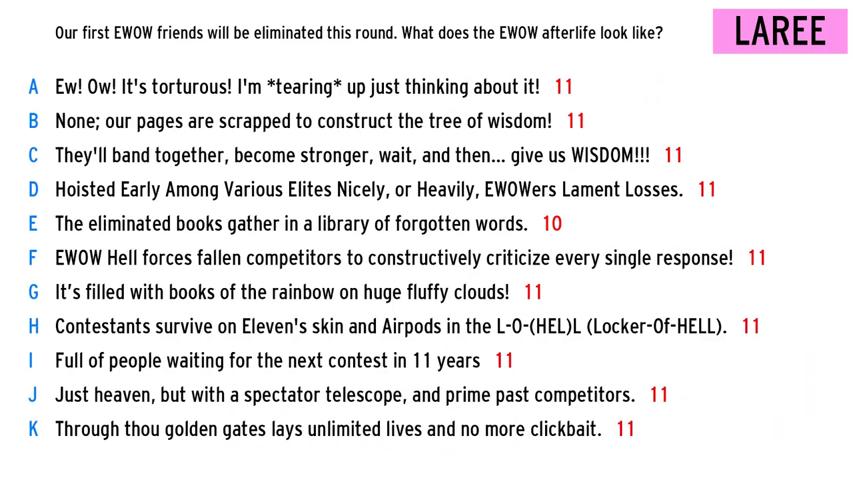 Our first EWOW friends will be eliminated this round. What does the EWOW afterlife look like?
LAREE
A Ew! Ow! It's torturous! I'm *tearing* up just thinking about it! 11
B None; our pages are scrapped to construct the tree of wisdom! 11
C They'll band together, become stronger, wait, and then... give us WISDOM!!! 11
D Hoisted Early Among Various Elites Nicely, or Heavily, EWOWers Lament Losses. 11
E The eliminated books gather in a library of forgotten words. 10
F EWOW Hell forces fallen competitors to constructively criticize every single response! 11
G It’s filled with books of the rainbow on huge fluffy clouds! 11
H Contestants survive on Eleven's skin and Airpods in the L-O-(HEL)L (Locker-Of-HELL). 11
I Full of people waiting for the next contest in 11 years 11
J Just heaven, but with a spectator telescope, and prime past competitors. 11
K Through thou golden gates lays unlimited lives and no more clickbait. 11